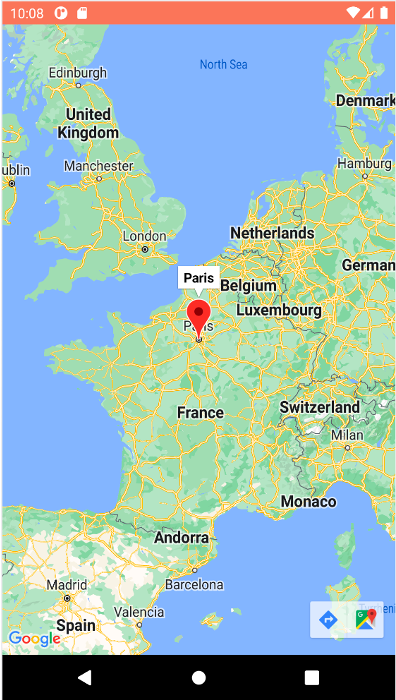 10:08
North Sea
Edinburgh
Denmark
United
Kingdom
Manchester
Hamburg
ublin
London
Netherlands
German
Paris
Belgium
Luxembourg
Paris
France
Switzerland
Milan
Monaco
Andorra
Barcelona
Madrid
Valencia
Spain
Google